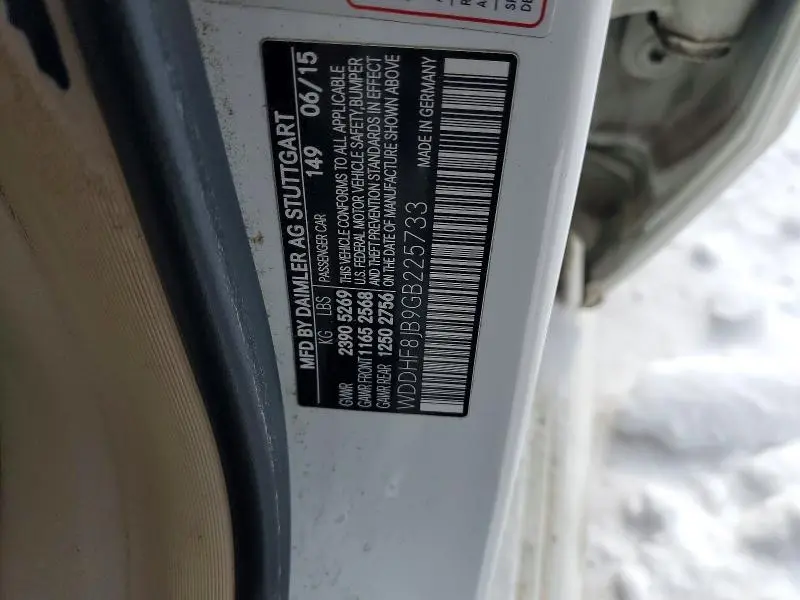 MFD BY DAIMLER AG STUTTGART
149 06/15
KG LBS PASSENGER CAR
GVWR 2390 5269 THIS VEHICLE CONFORMS TO ALL APPLICABLE
GAWR FRONT 1165 2568 U.S. FEDERAL MOTOR VEHICLE SAFETY, BUMPER
GAWR REAR 1250 2756 AND THEFT PREVENTION STANDARDS IN EFFECT
ON THE DATE OF MANUFACTURE SHOWN ABOVE
MADE IN GERMANY
WDDHF8JB9GB225733